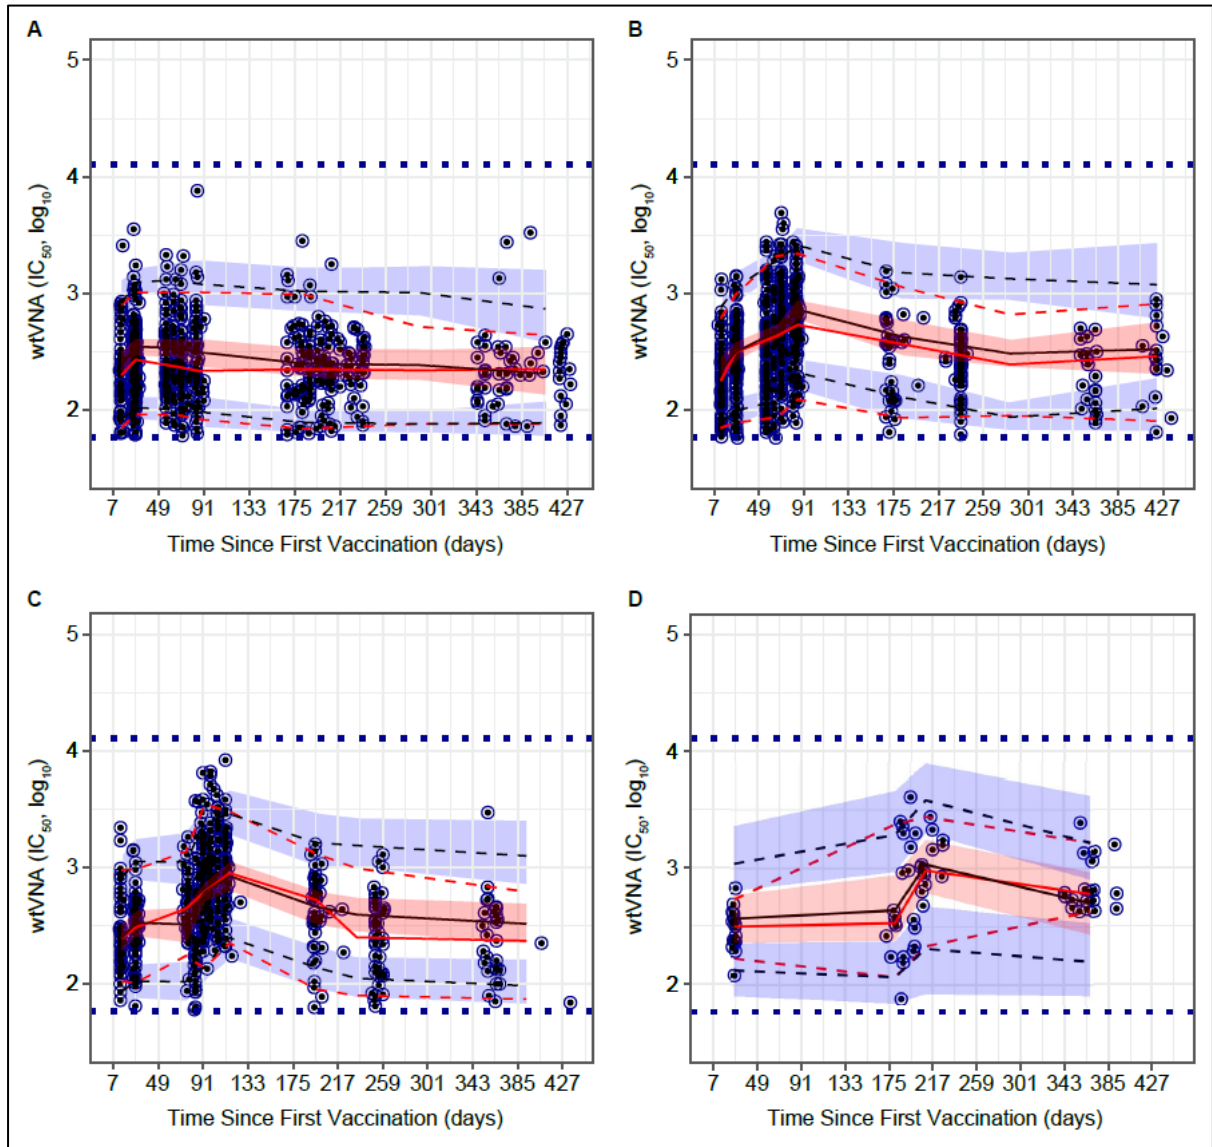 A
5
4
3
2
wtVNA (IC50, log10)
7 49 91 133 175 217 259 301 343 385 427
Time Since First Vaccination (days)
B
5
4
3
2
wtVNA (IC50, log10)
7 49 91 133 175 217 259 301 343 385 427
Time Since First Vaccination (days)
C
5
4
3
2
wtVNA (IC50, log10)
7 49 91 133 175 217 259 301 343 385 427
Time Since First Vaccination (days)
D
5
4
3
2
wtVNA (IC50, log10)
7 49 91 133 175 217 259 301 343 385 427
Time Since First Vaccination (days)